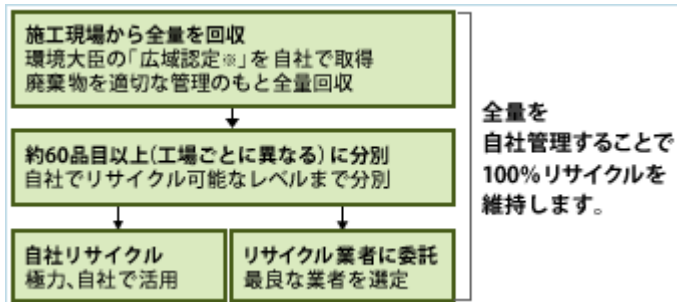 施工現場から全量を回収
環境大臣の「広域認定※」を自社で取得
廃棄物を適切な管理のもと全量回収
約60品目以上(工場ごとに異なる)に分別
自社でリサイクル可能なレベルまで分別
自社リサイクル
極力、自社で活用
リサイクル業者に委託
最良な業者を選定
全量を
自社管理することで
100%リサイクルを
維持します。